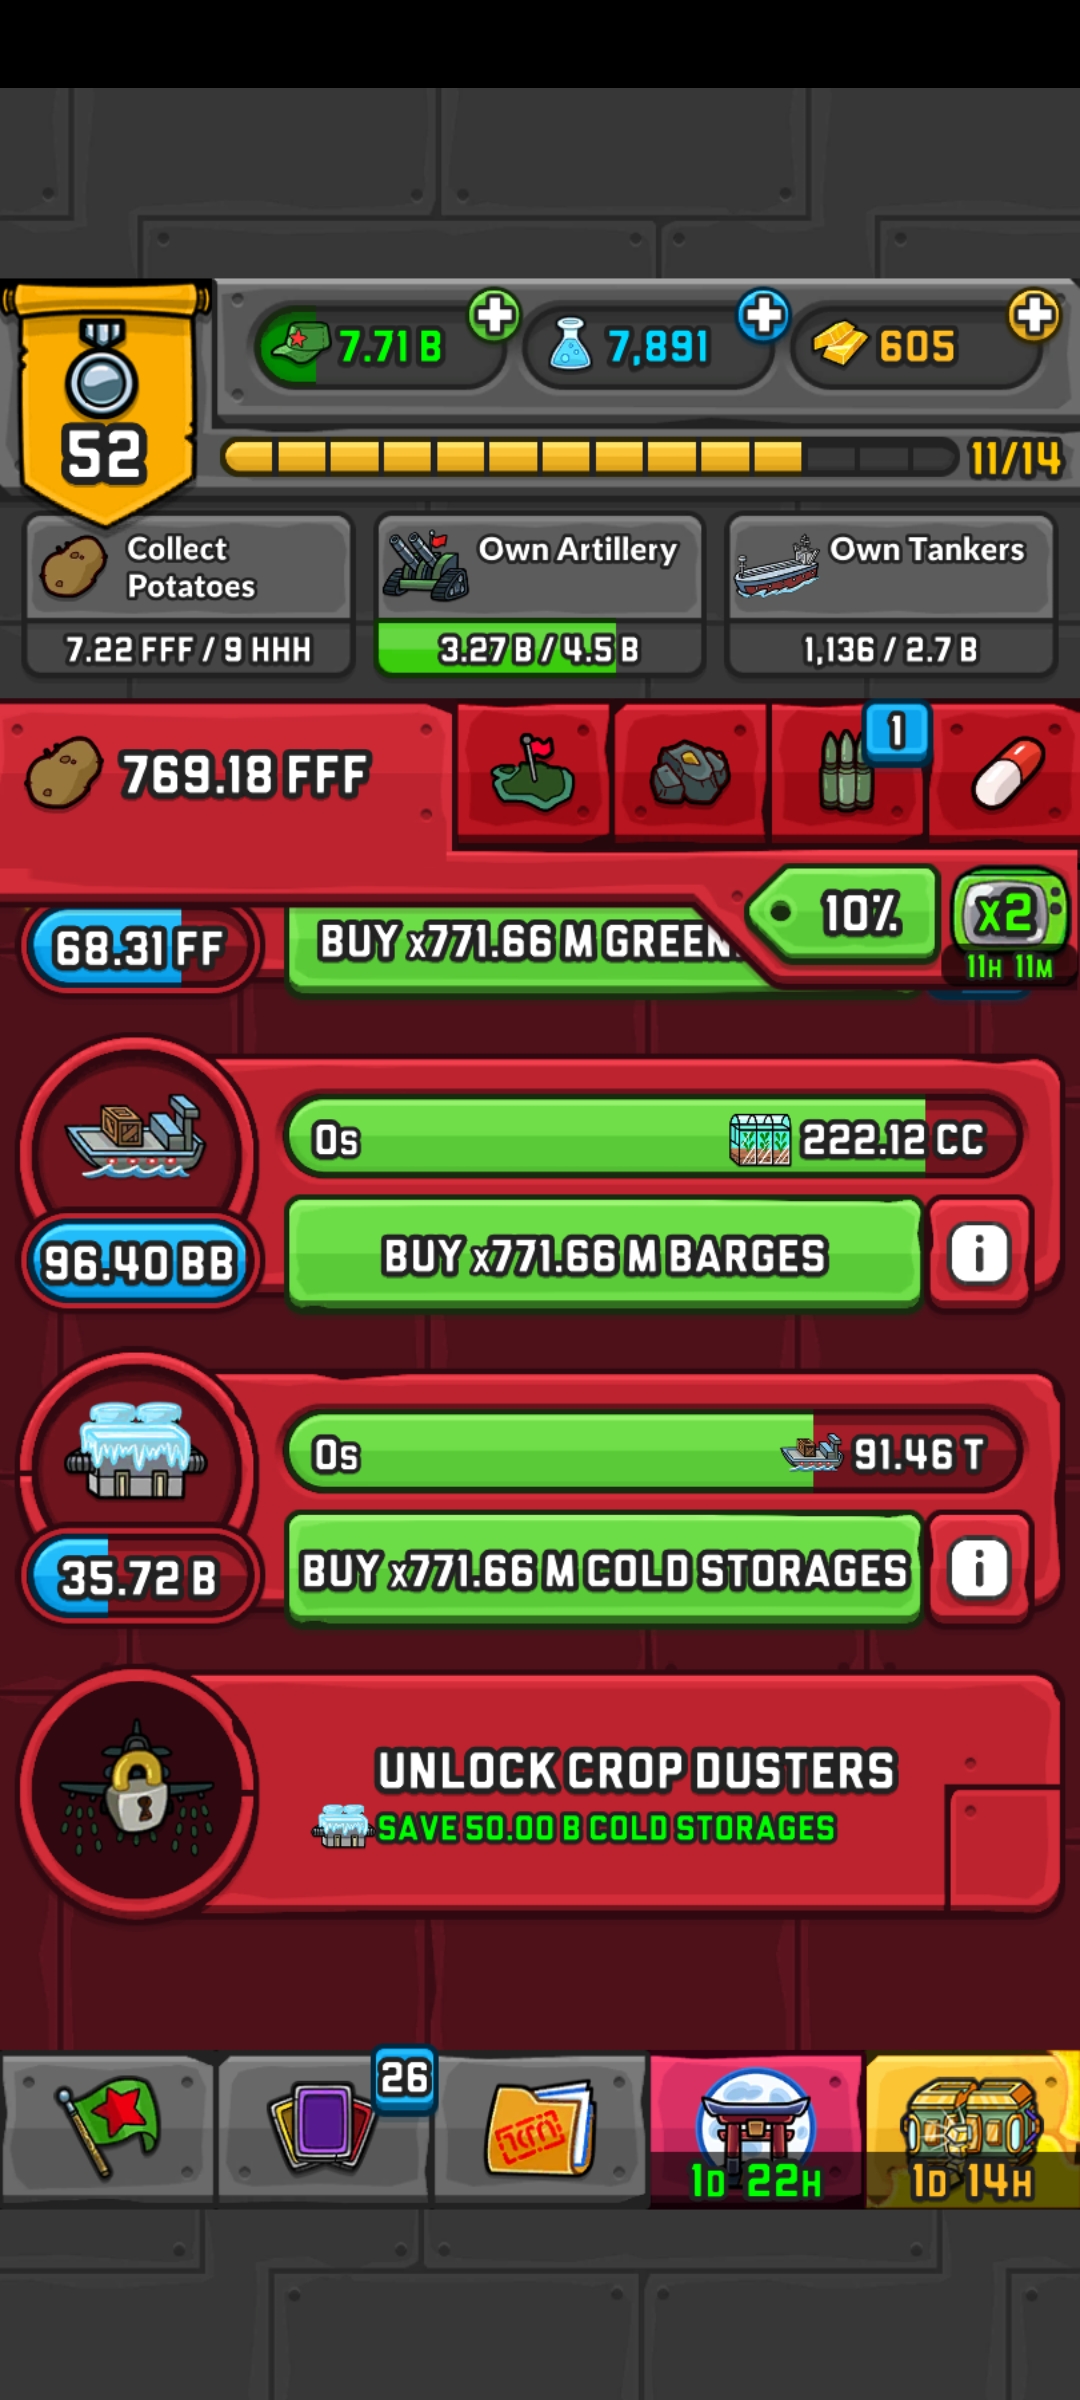 7.71 B
7,891
605
52
11/14
Collect
Potatoes
Own Artillery
Own Tankers
7.22 FFF / 9 HHH
3.27 B / 4.5 B
1,136 / 2.7 B
769.18 FFF
1
10%
x2
11H 11M
68.31 FF
BUY x771.66 M GREEN
0s
222.12 CC
96.40 BB
BUY x771.66 M BARGES
i
0s
91.46 T
35.72 B
BUY x771.66 M COLD STORAGES
i
UNLOCK CROP DUSTERS
SAVE 50.00 B COLD STORAGES
26
1D 22H
1D 14H